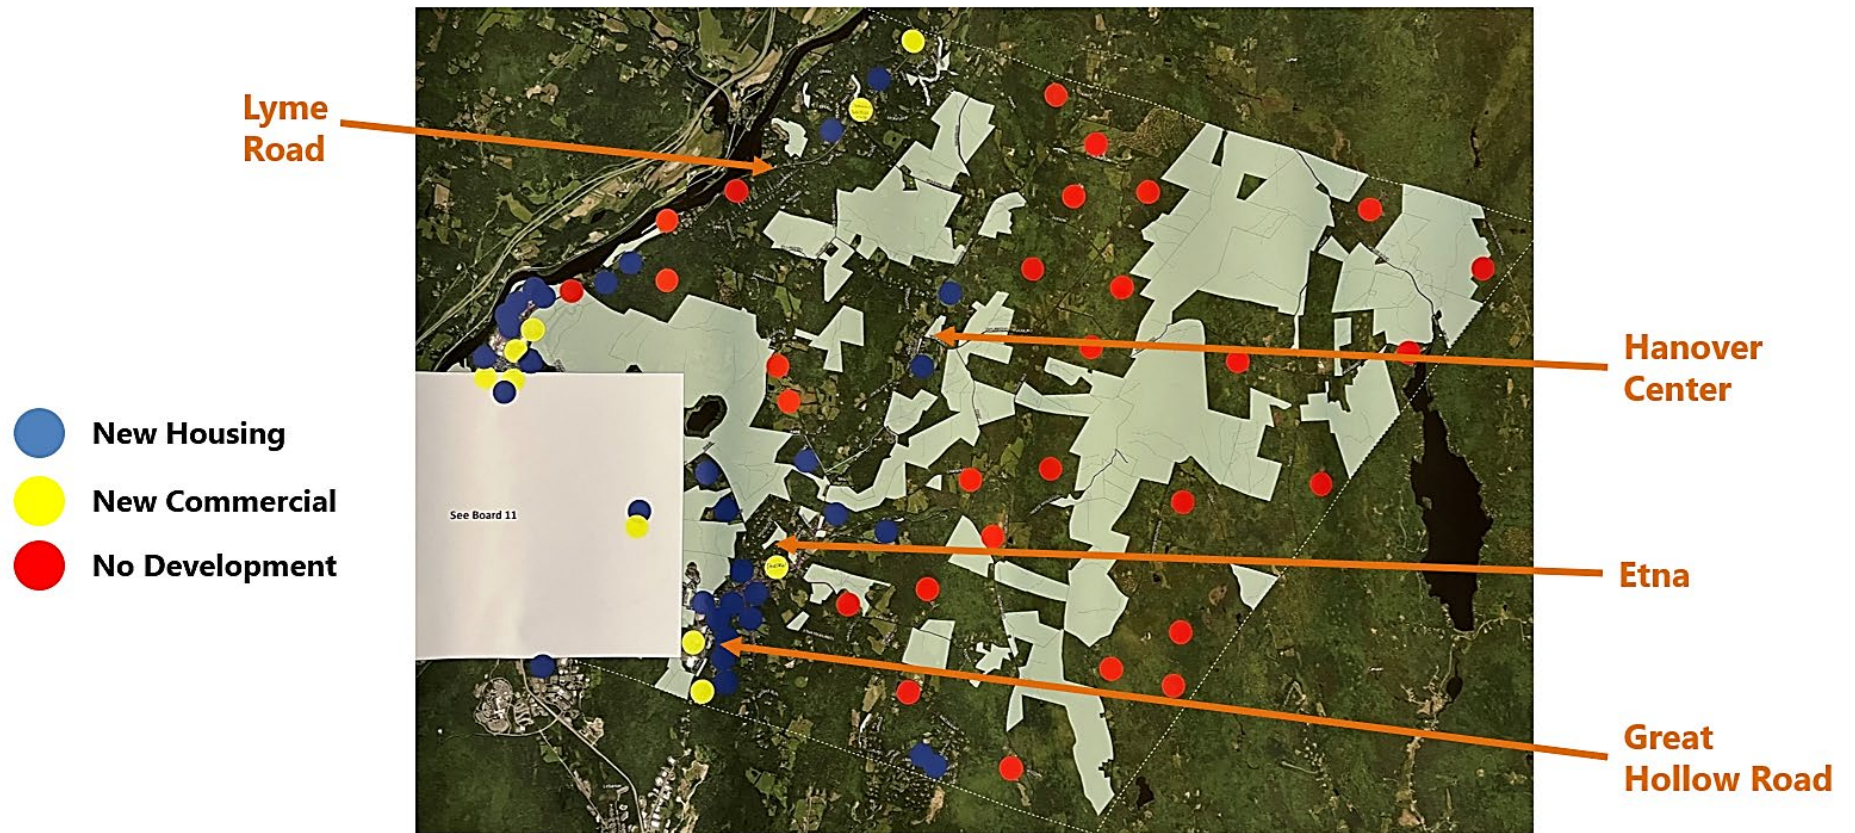 Lyme
Road
Hanover
Center
New Housing
New Commercial
No Development
See Board 11
Etna
Great
Hollow Road